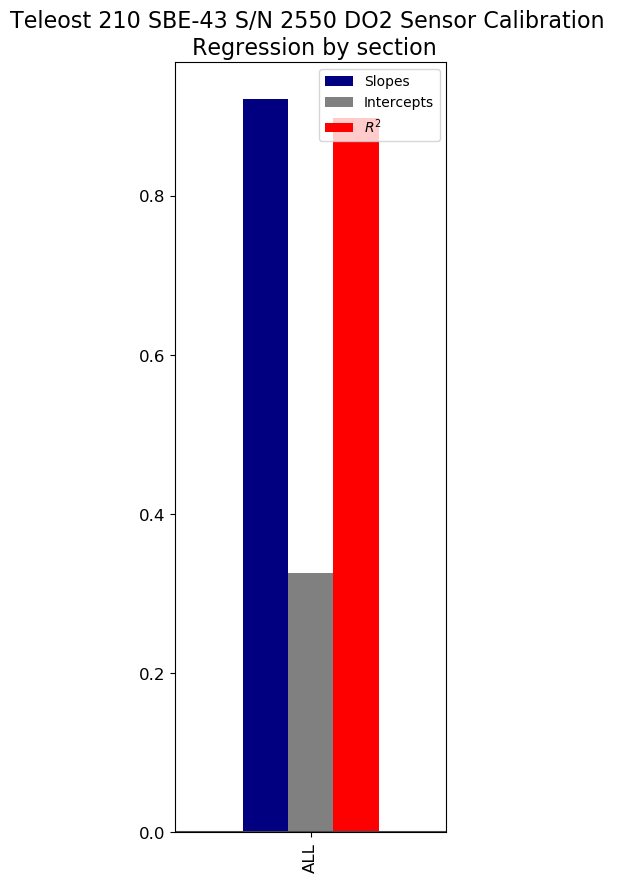 Teleost 210 SBE-43 S/N 2550 DO2 Sensor Calibration
Regression by section
Slopes
Intercepts
R²
0.8
0.6
0.4
0.2
0.0
ALL